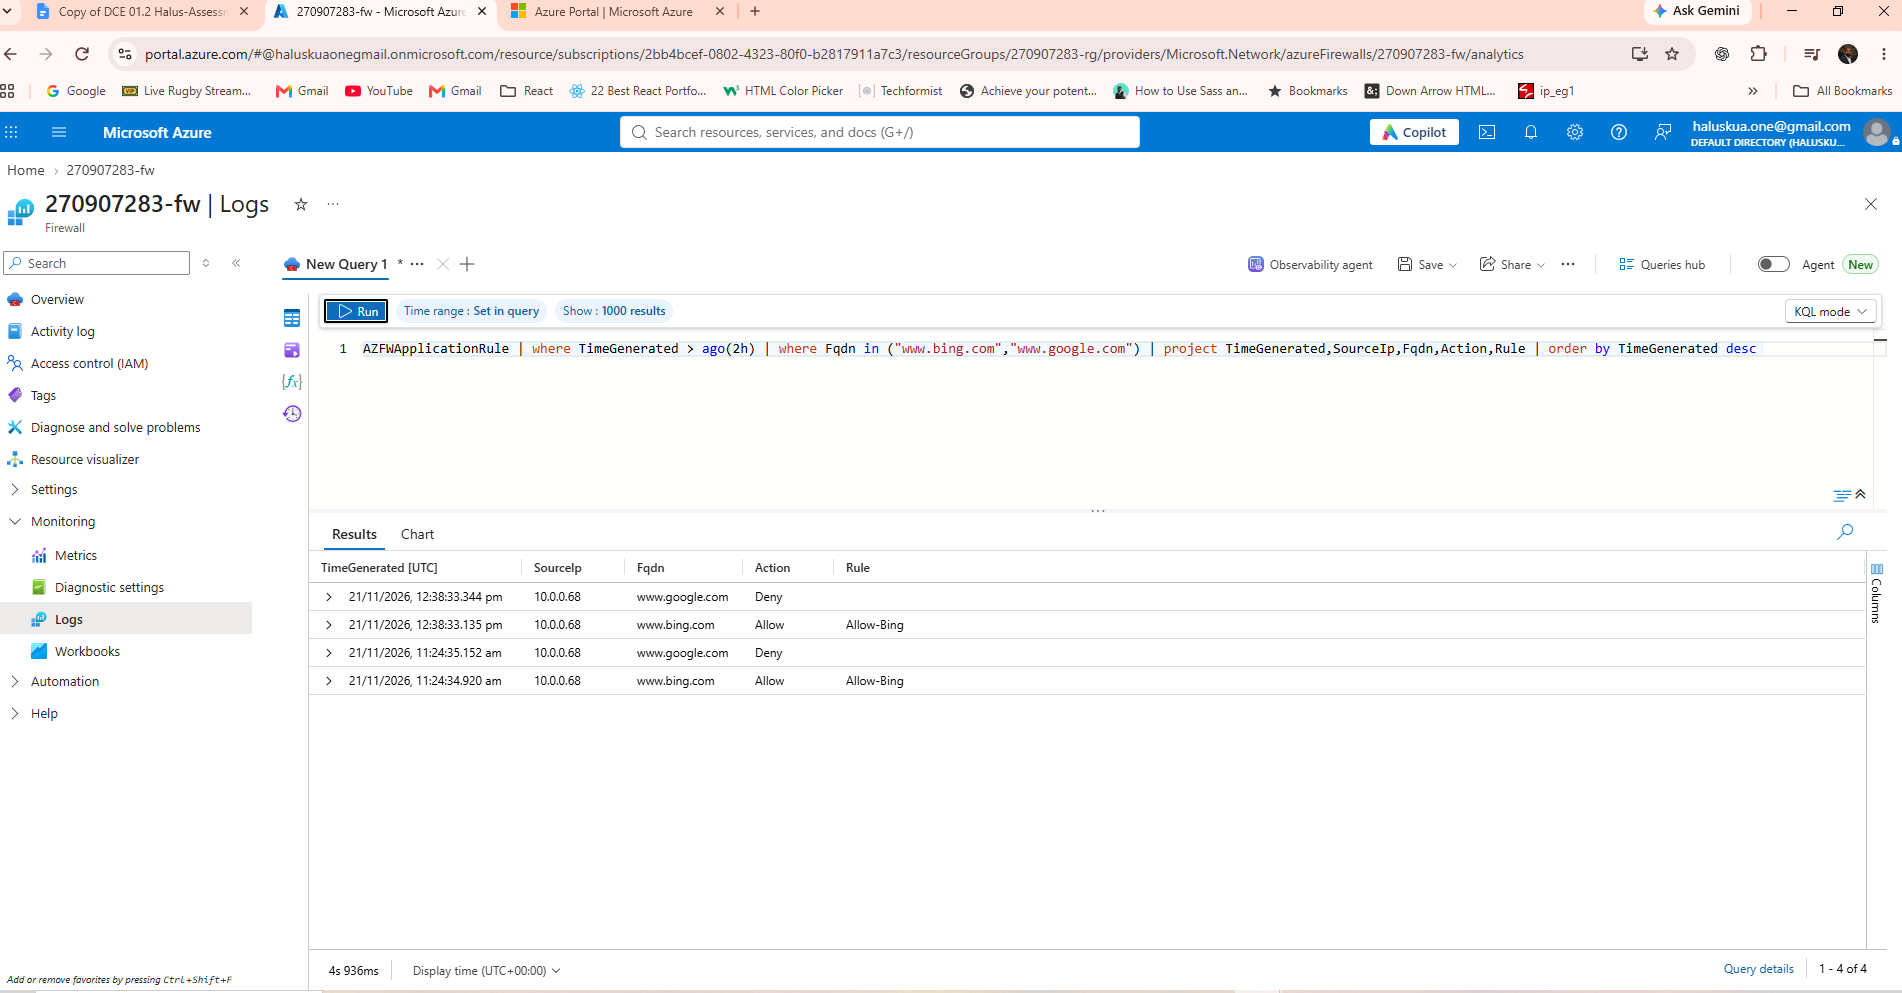 Copy of DCE 01.2 Halus-Assessn
270907283-fw - Microsoft Azure
Azure Portal | Microsoft Azure
Ask Gemini
portal.azure.com/#@haluskuaonegmail.onmicrosoft.com/resource/subscriptions/2bb4bcef-0802-4323-80f0-b2817911a7c3/resourceGroups/270907283-rg/providers/Microsoft.Network/azureFirewalls/270907283-fw/analytics
Google
Live Rugby Stream...
Gmail
YouTube
Gmail
React
22 Best React Portfo...
HTML Color Picker
Techformist
Achieve your potent...
How to Use Sass an...
Bookmarks
Down Arrow HTML...
ip_eg1
All Bookmarks
Microsoft Azure
Search resources, services, and docs (G+/)
Copilot
haluskua.one@gmail.com
DEFAULT DIRECTORY (HALUSKU...
Home > 270907283-fw
270907283-fw | Logs
Firewall
Search
New Query 1 *
Observability agent
Save
Share
Queries hub
Agent
New
Overview
Activity log
Access control (IAM)
Tags
Diagnose and solve problems
Resource visualizer
Settings
Monitoring
Metrics
Diagnostic settings
Logs
Workbooks
Automation
Help
Run
Time range : Set in query
Show : 1000 results
KQL mode
1 AZFWApplicationRule | where TimeGenerated > ago(2h) | where Fqdn in ("www.bing.com","www.google.com") | project TimeGenerated,SourceIp,Fqdn,Action,Rule | order by TimeGenerated desc
Results
Chart
TimeGenerated [UTC] SourceIp Fqdn Action Rule
21/11/2026, 12:38:33.344 pm 10.0.0.68 www.google.com Deny
21/11/2026, 12:38:33.135 pm 10.0.0.68 www.bing.com Allow Allow-Bing
21/11/2026, 11:24:35.152 am 10.0.0.68 www.google.com Deny
21/11/2026, 11:24:34.920 am 10.0.0.68 www.bing.com Allow Allow-Bing
Columns
4s 936ms
Display time (UTC+00:00)
Query details
1 - 4 of 4
Add or remove favorites by pressing Ctrl+Shift+F